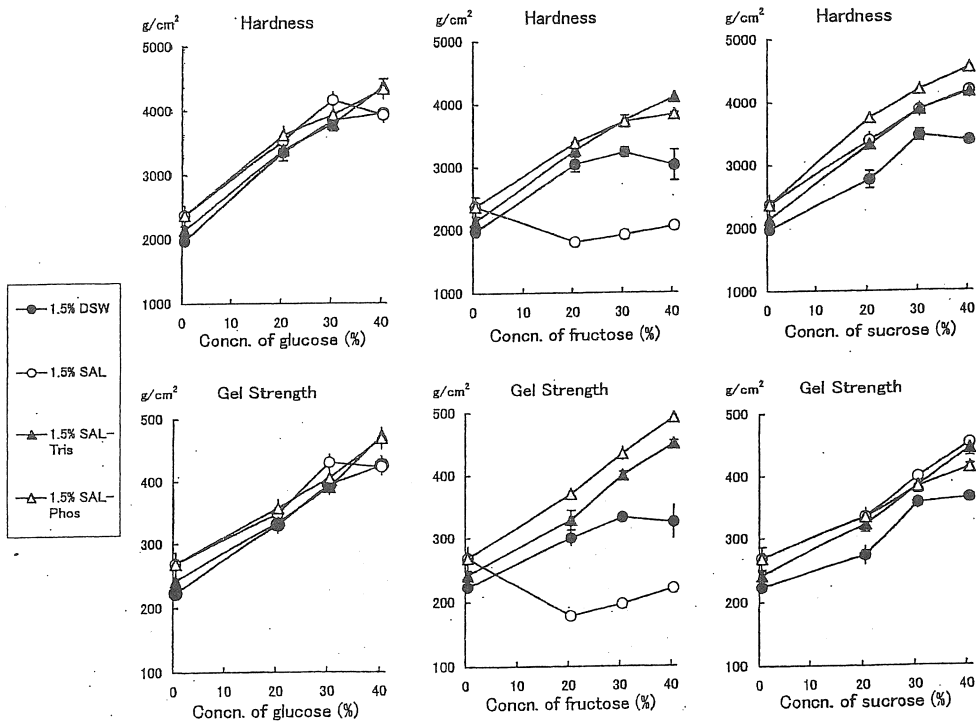 g/cm²
Hardness
5000
4000
3000
2000
1000
0
10
20
30
40
Concn. of glucose (%)
g/cm²
Hardness
5000
4000
3000
2000
1000
0
10
20
30
40
Concn. of fructose (%)
g/cm²
Hardness
5000
4000
3000
2000
1000
0
10
20
30
40
Concn. of sucrose (%)
1.5% DSW
1.5% SAL
1.5% SAL-
Tris
1.5% SAL-
Phos
g/cm²
Gel Strength
500
400
300
200
100
0
10
20
30
40
Concn. of glucose (%)
g/cm²
Gel Strength
500
400
300
200
100
0
10
20
30
40
Concn. of fructose (%)
g/cm²
Gel Strength
500
400
300
200
100
0
10
20
30
40
Concn. of sucrose (%)